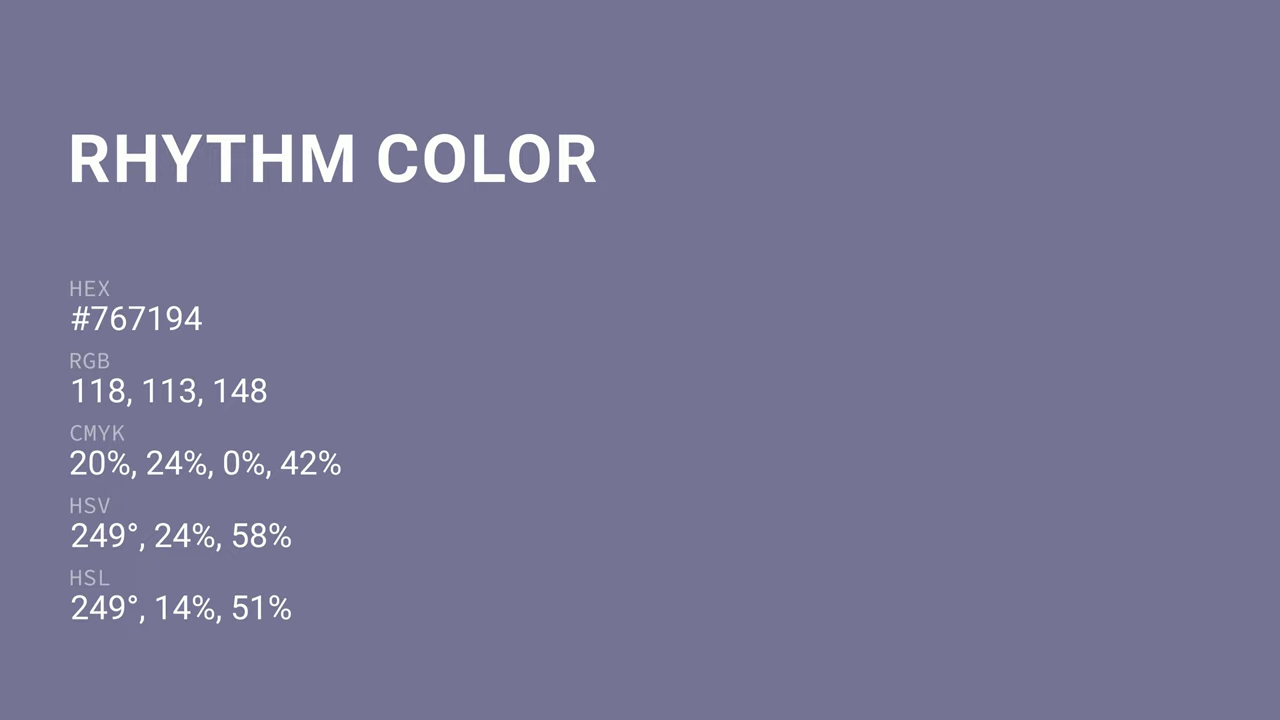 RHYTHM COLOR
HEX
#767194
RGB
118, 113, 148
CMYK
20%, 24%, 0%, 42%
HSV
249°, 24%, 58%
HSL
249°, 14%, 51%